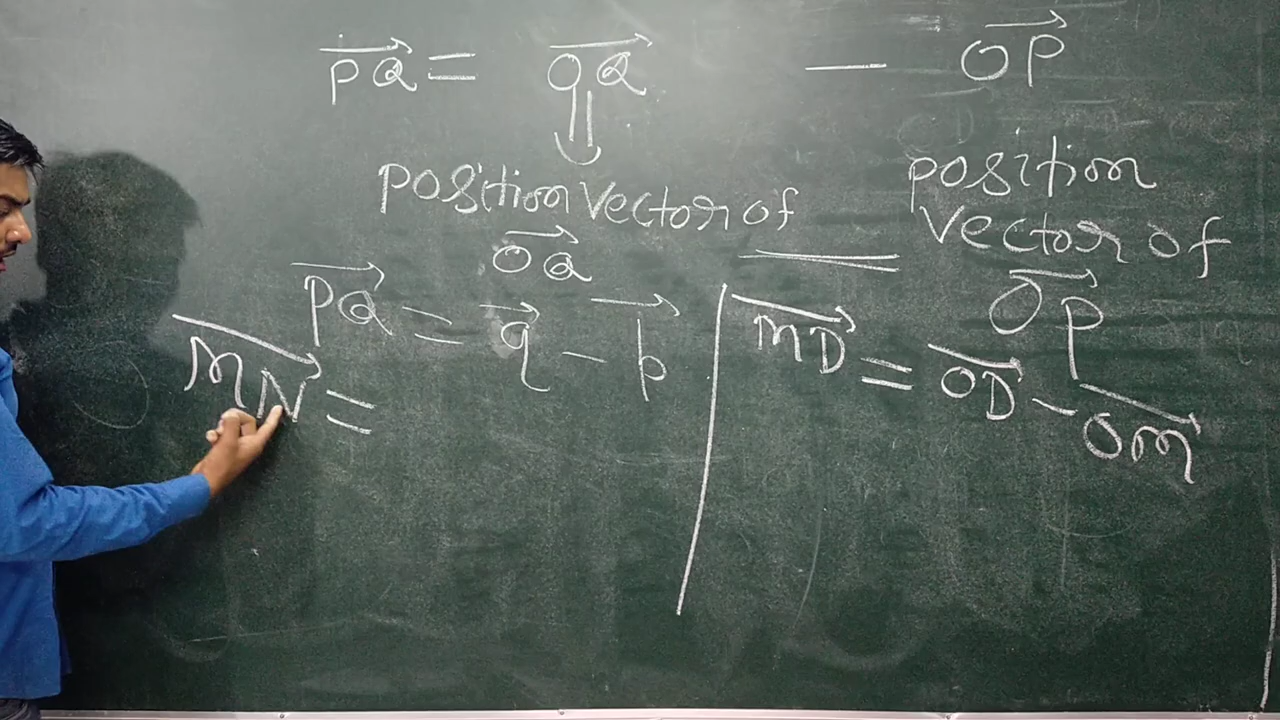 PQ = OQ — OP
Position Vector of
OQ
—
Position
Vector of
OP
PQ = q - p
MN =
MD = OD - OM